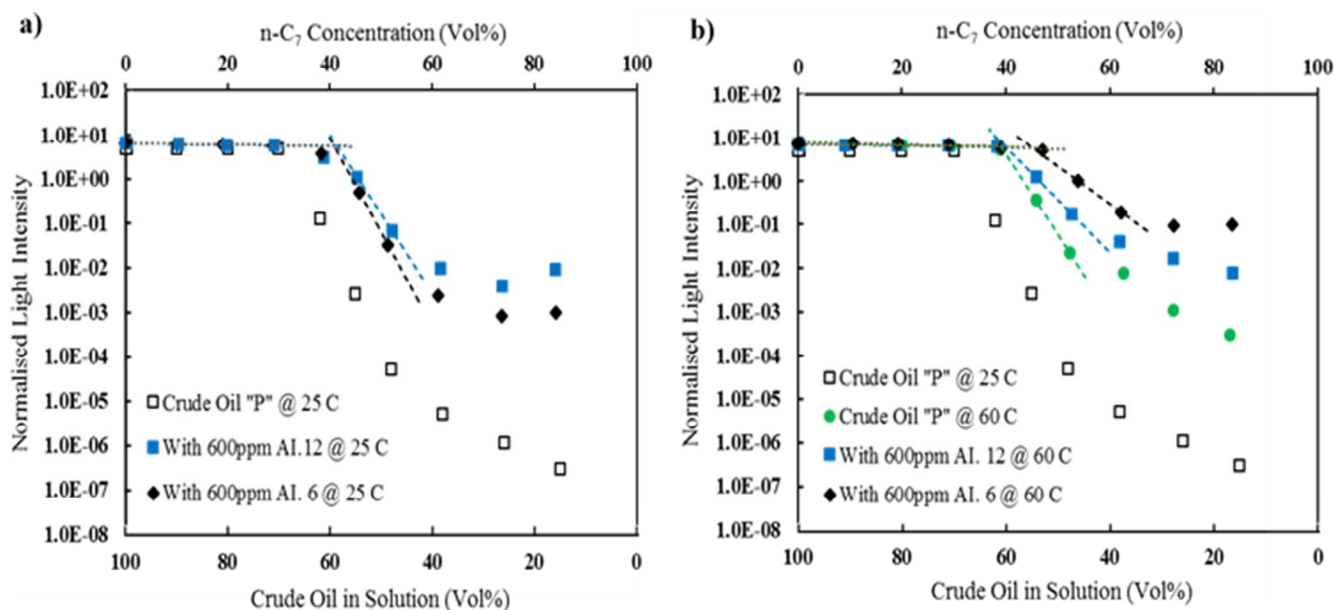 a)
n-C₇ Concentration (Vol%)
0 20 40 60 80 100
1.0E+02
1.0E+01
1.0E+00
1.0E-01
1.0E-02
1.0E-03
1.0E-04
1.0E-05
1.0E-06
1.0E-07
1.0E-08
Normalised Light Intensity
Crude Oil "P" @ 25 C
With 600ppm AI. 12 @ 25 C
With 600ppm AI. 6 @ 25 C
100 80 60 40 20 0
Crude Oil in Solution (Vol%)
b)
n-C₇ Concentration (Vol%)
0 20 40 60 80 100
1.0E+02
1.0E+01
1.0E+00
1.0E-01
1.0E-02
1.0E-03
1.0E-04
1.0E-05
1.0E-06
1.0E-07
1.0E-08
Normalised Light Intensity
Crude Oil "P" @ 25 C
Crude Oil "P" @ 60 C
With 600ppm AI. 12 @ 60 C
With 600ppm AI. 6 @ 60 C
100 80 60 40 20 0
Crude Oil in Solution (Vol%)